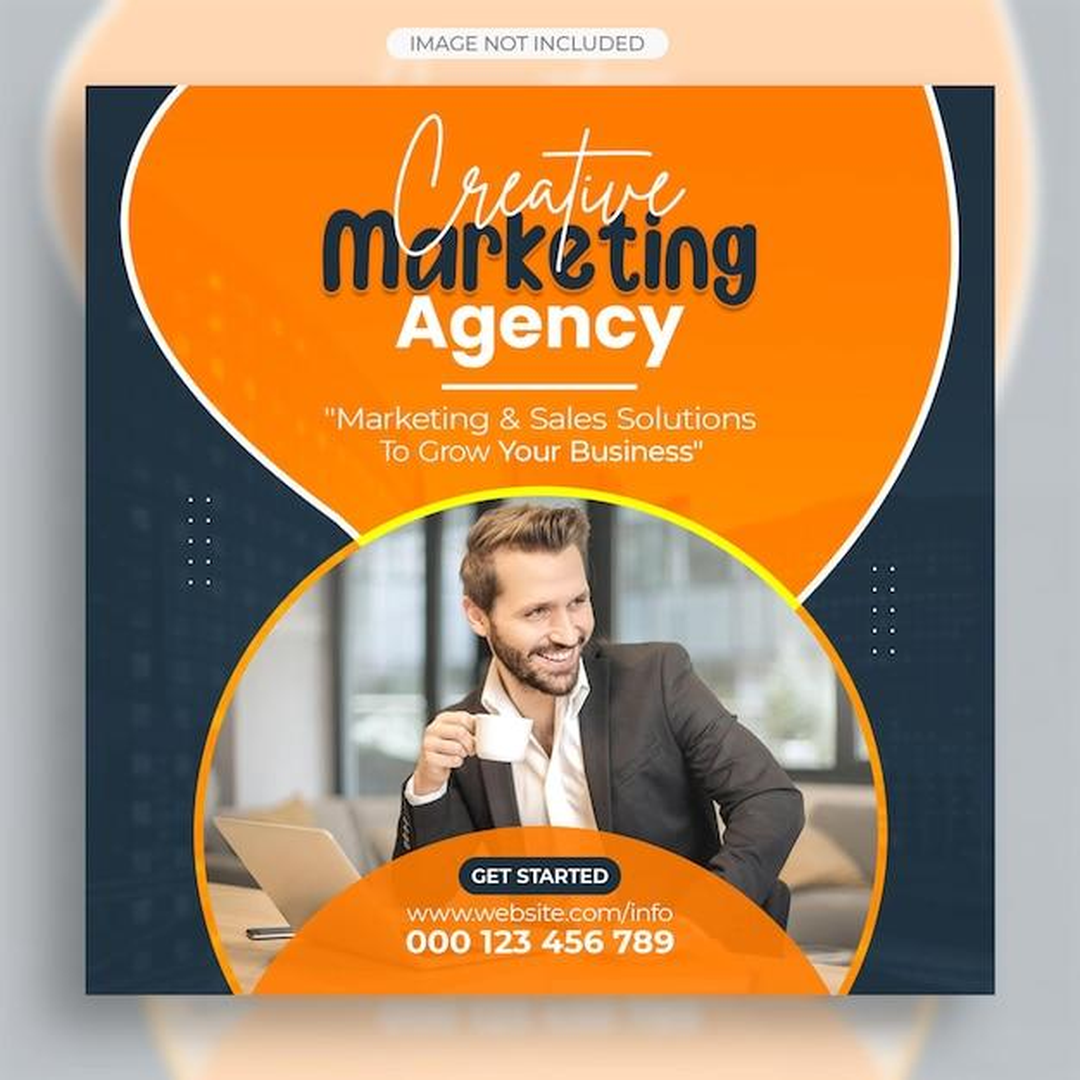 IMAGE NOT INCLUDED
Creative
Marketing
Agency
"Marketing & Sales Solutions
To Grow Your Business"
GET STARTED
www.website.com/info
000 123 456 789